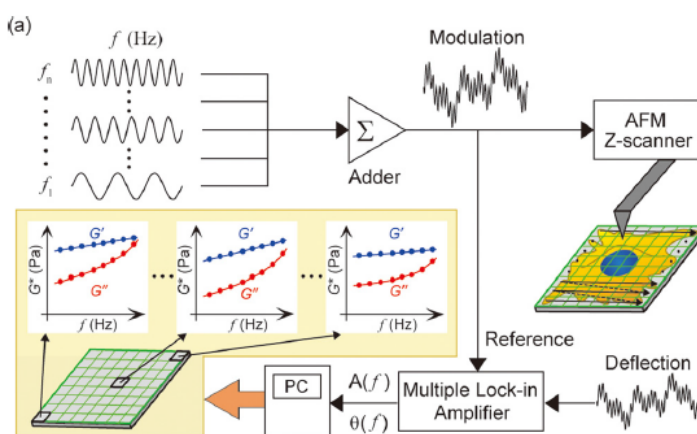 (a)
f (Hz)
Modulation
fn
f1
Σ
Adder
AFM
Z-scanner
G* (Pa)
G'
G"
f (Hz)
G* (Pa)
G'
G"
f (Hz)
G* (Pa)
G'
G"
f (Hz)
Reference
Deflection
PC
A(f)
θ(f)
Multiple Lock-in
Amplifier